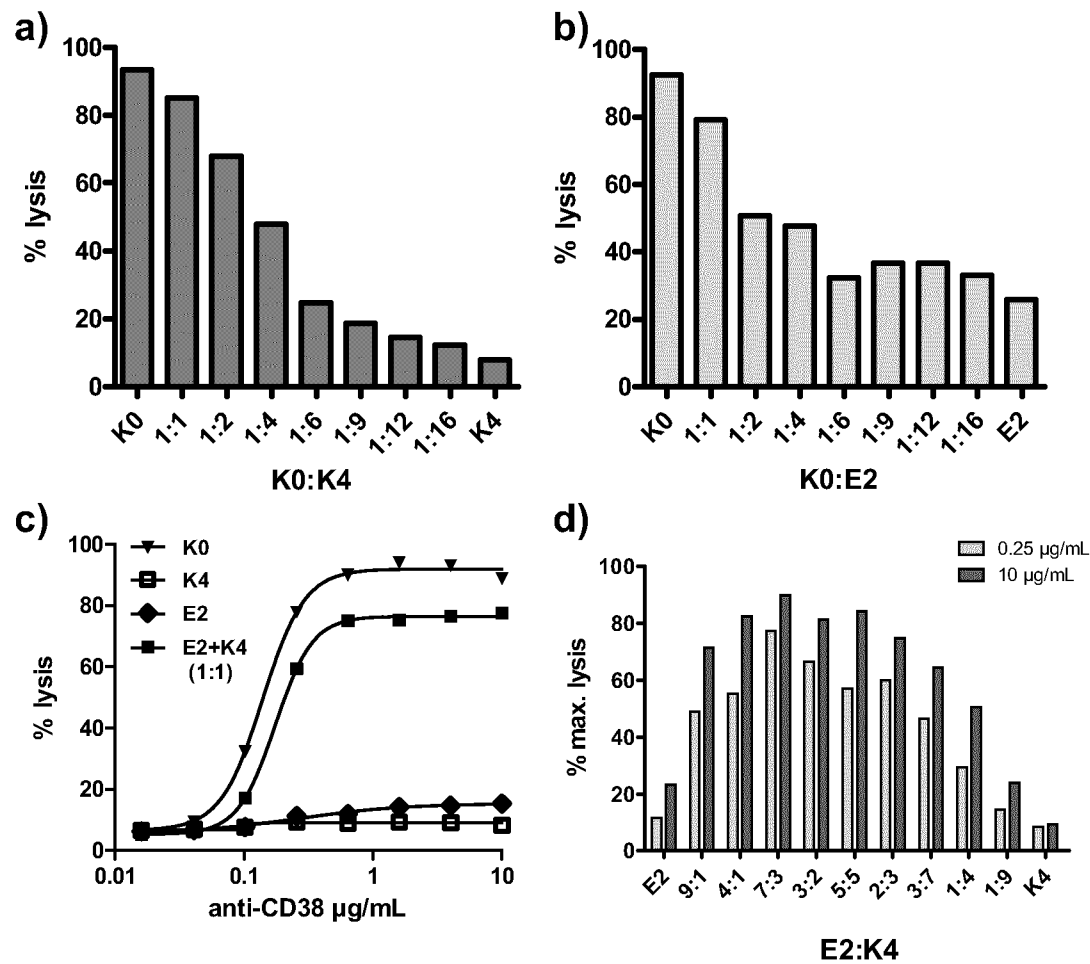 a)
% lysis
100
80
60
40
20
0
K0 1:1 1:2 1:4 1:6 1:9 1:12 1:16 K4
K0:K4
b)
% lysis
100
80
60
40
20
0
K0 1:1 1:2 1:4 1:6 1:9 1:12 1:16 E2
K0:E2
c)
K0
K4
E2
E2+K4
(1:1)
% lysis
100
80
60
40
20
0
0.01 0.1 1 10
anti-CD38 µg/mL
d)
0.25 µg/mL
10 µg/mL
% max. lysis
100
80
60
40
20
0
E2 9:1 4:1 7:3 3:2 5:5 2:3 3:7 1:4 1:9 K4
E2:K4